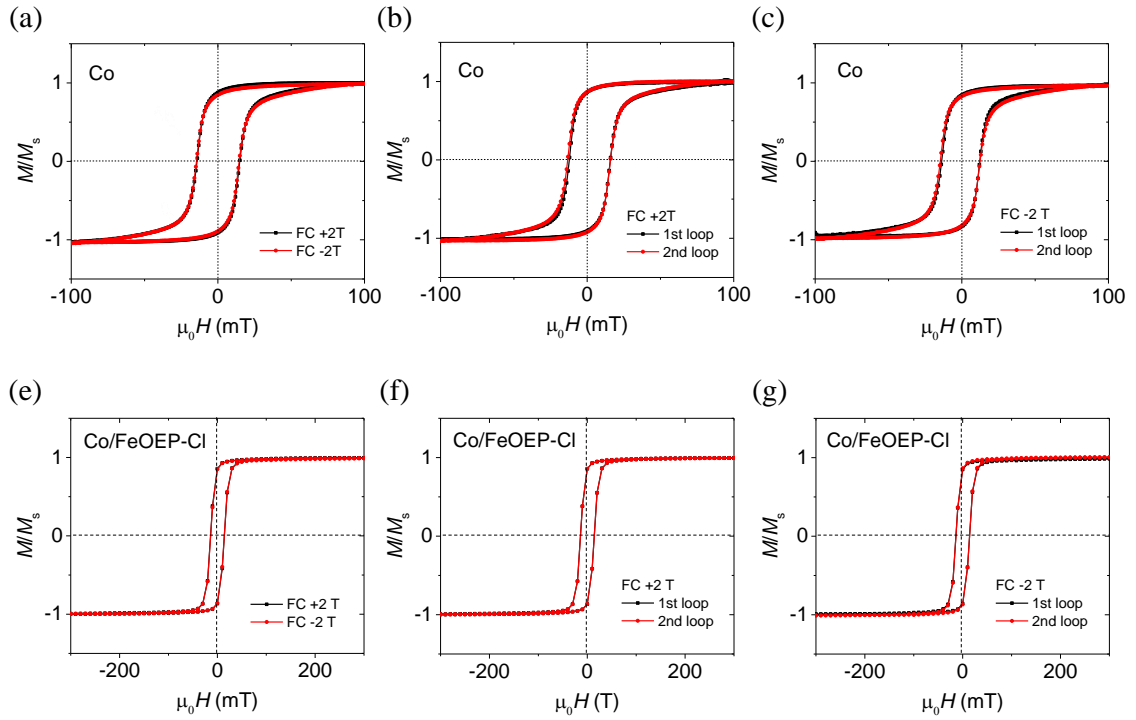 (a)
(b)
(c)
Co
Co
Co
1
0
-1
1
0
-1
1
0
-1
M/Mₛ
M/Mₛ
M/Mₛ
FC +2T
FC -2T
FC +2T
1st loop
2nd loop
FC -2 T
1st loop
2nd loop
-100 0 100
-100 0 100
-100 0 100
μ₀H (mT)
μ₀H (mT)
μ₀H (mT)
(e)
(f)
(g)
Co/FeOEP-Cl
Co/FeOEP-Cl
Co/FeOEP-Cl
1
0
-1
1
0
-1
1
0
-1
M/Mₛ
M/Mₛ
M/Mₛ
FC +2 T
FC -2 T
FC +2 T
1st loop
2nd loop
FC -2 T
1st loop
2nd loop
-200 0 200
-200 0 200
-200 0 200
μ₀H (mT)
μ₀H (T)
μ₀H (mT)